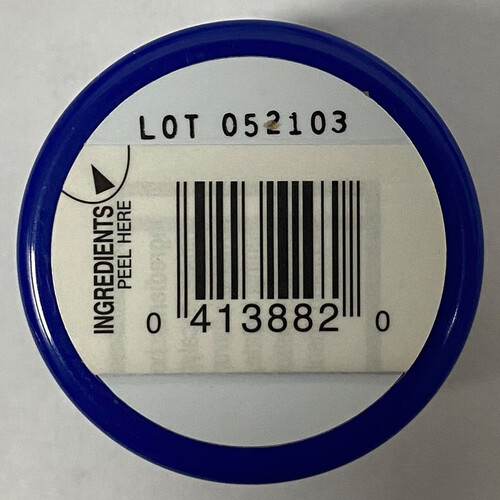 LOT 052103
INGREDIENTS
PEEL HERE
0 413882 0